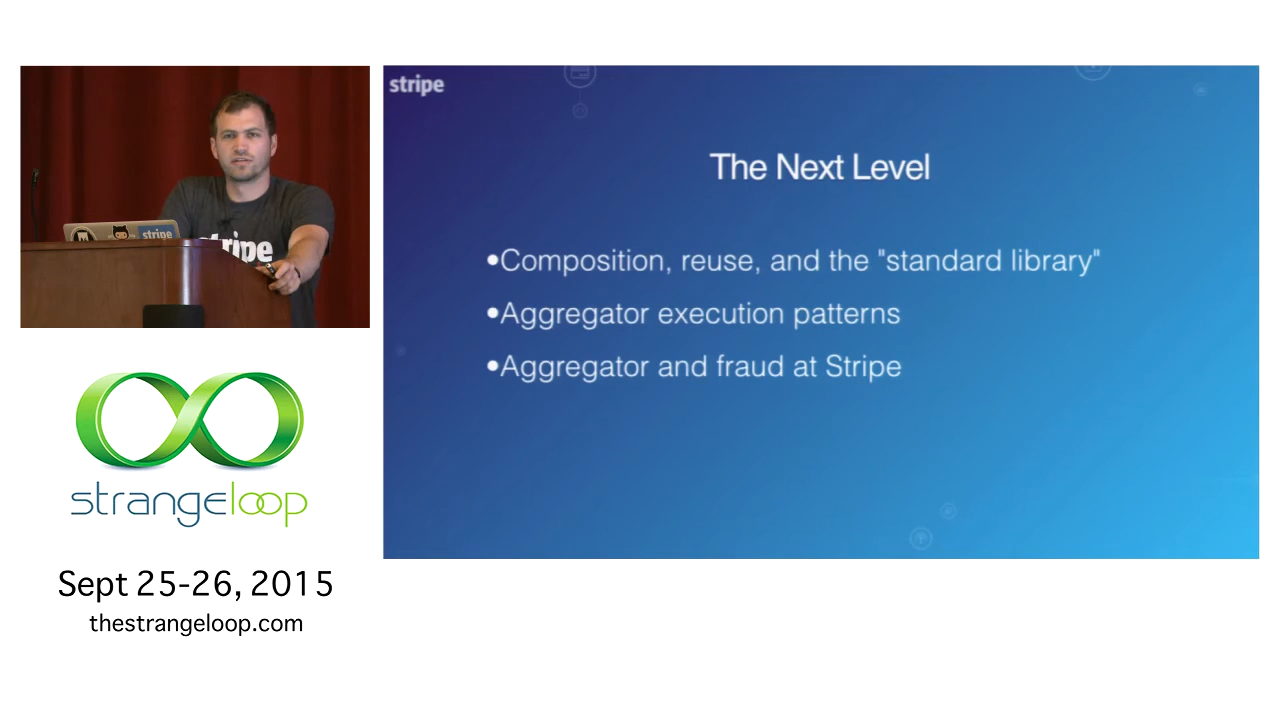 stripe
The Next Level
•Composition, reuse, and the "standard library"
•Aggregator execution patterns
•Aggregator and fraud at Stripe
stripe
stripe
strangeloop
Sept 25-26, 2015
thestrangeloop.com